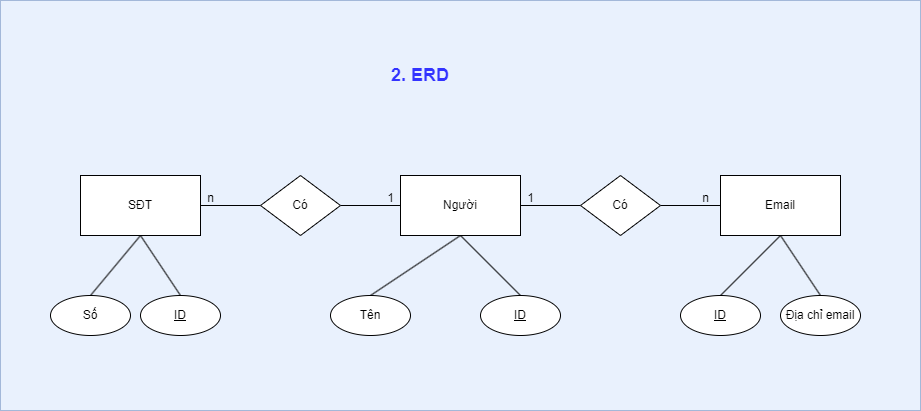 2. ERD
SĐT
n
Có
1
Người
1
Có
n
Email
Số
ID
Tên
ID
ID
Địa chỉ email